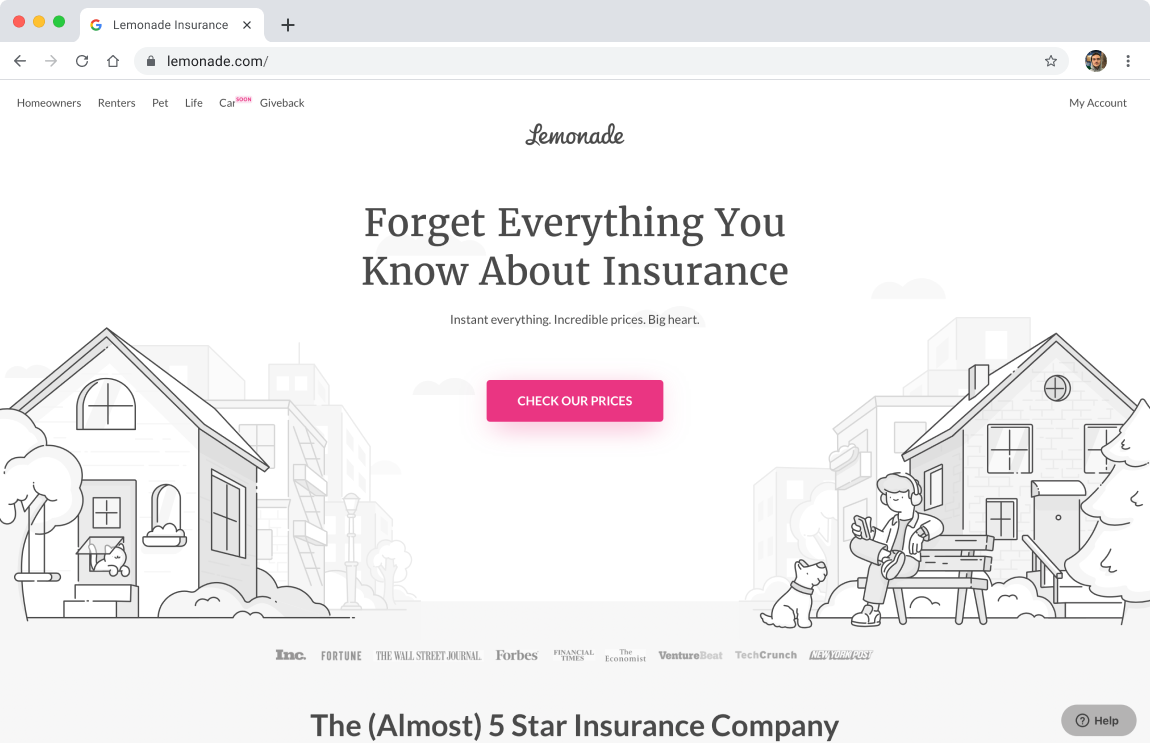 Lemonade Insurance
lemonade.com/
Homeowners Renters Pet Life Car SOON Giveback My Account
Lemonade
Forget Everything You
Know About Insurance
Instant everything. Incredible prices. Big heart.
CHECK OUR PRICES
Inc. FORTUNE THE WALL STREET JOURNAL Forbes FINANCIAL TIMES The Economist VentureBeat TechCrunch NEW YORK POST
The (Almost) 5 Star Insurance Company
Help